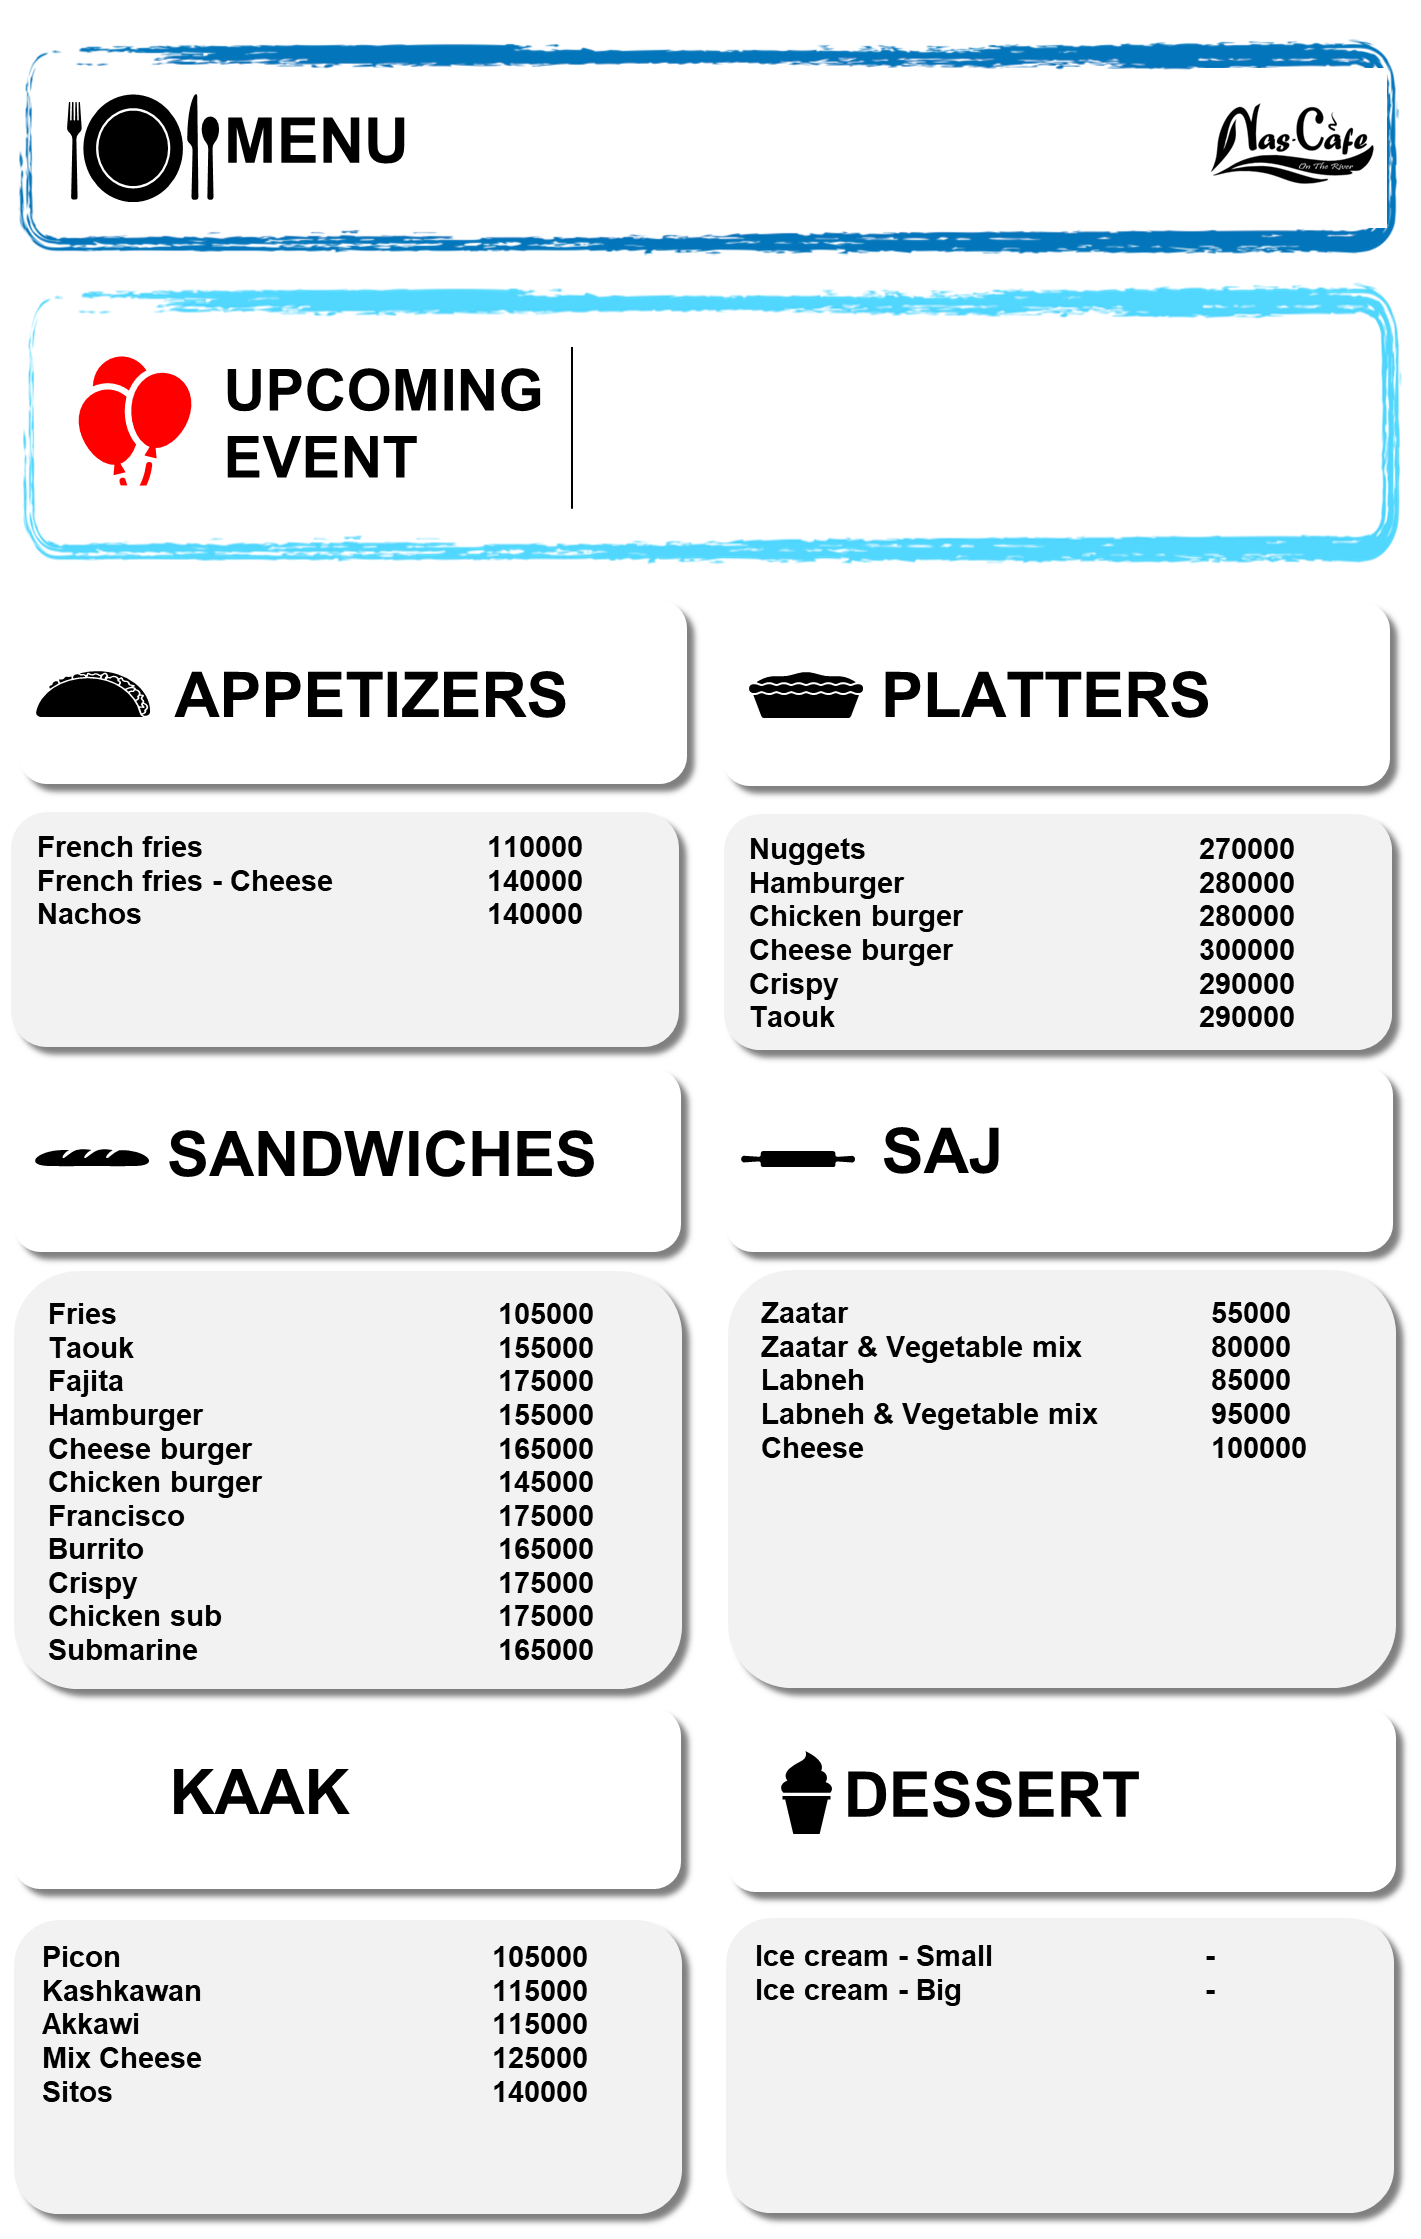 MENU
Nas-Cafe
On The River
UPCOMING
EVENT
APPETIZERS
French fries 110000
French fries - Cheese 140000
Nachos 140000
PLATTERS
Nuggets 270000
Hamburger 280000
Chicken burger 280000
Cheese burger 300000
Crispy 290000
Taouk 290000
SANDWICHES
Fries 105000
Taouk 155000
Fajita 175000
Hamburger 155000
Cheese burger 165000
Chicken burger 145000
Francisco 175000
Burrito 165000
Crispy 175000
Chicken sub 175000
Submarine 165000
SAJ
Zaatar 55000
Zaatar & Vegetable mix 80000
Labneh 85000
Labneh & Vegetable mix 95000
Cheese 100000
KAAK
Picon 105000
Kashkawan 115000
Akkawi 115000
Mix Cheese 125000
Sitos 140000
DESSERT
Ice cream - Small -
Ice cream - Big -